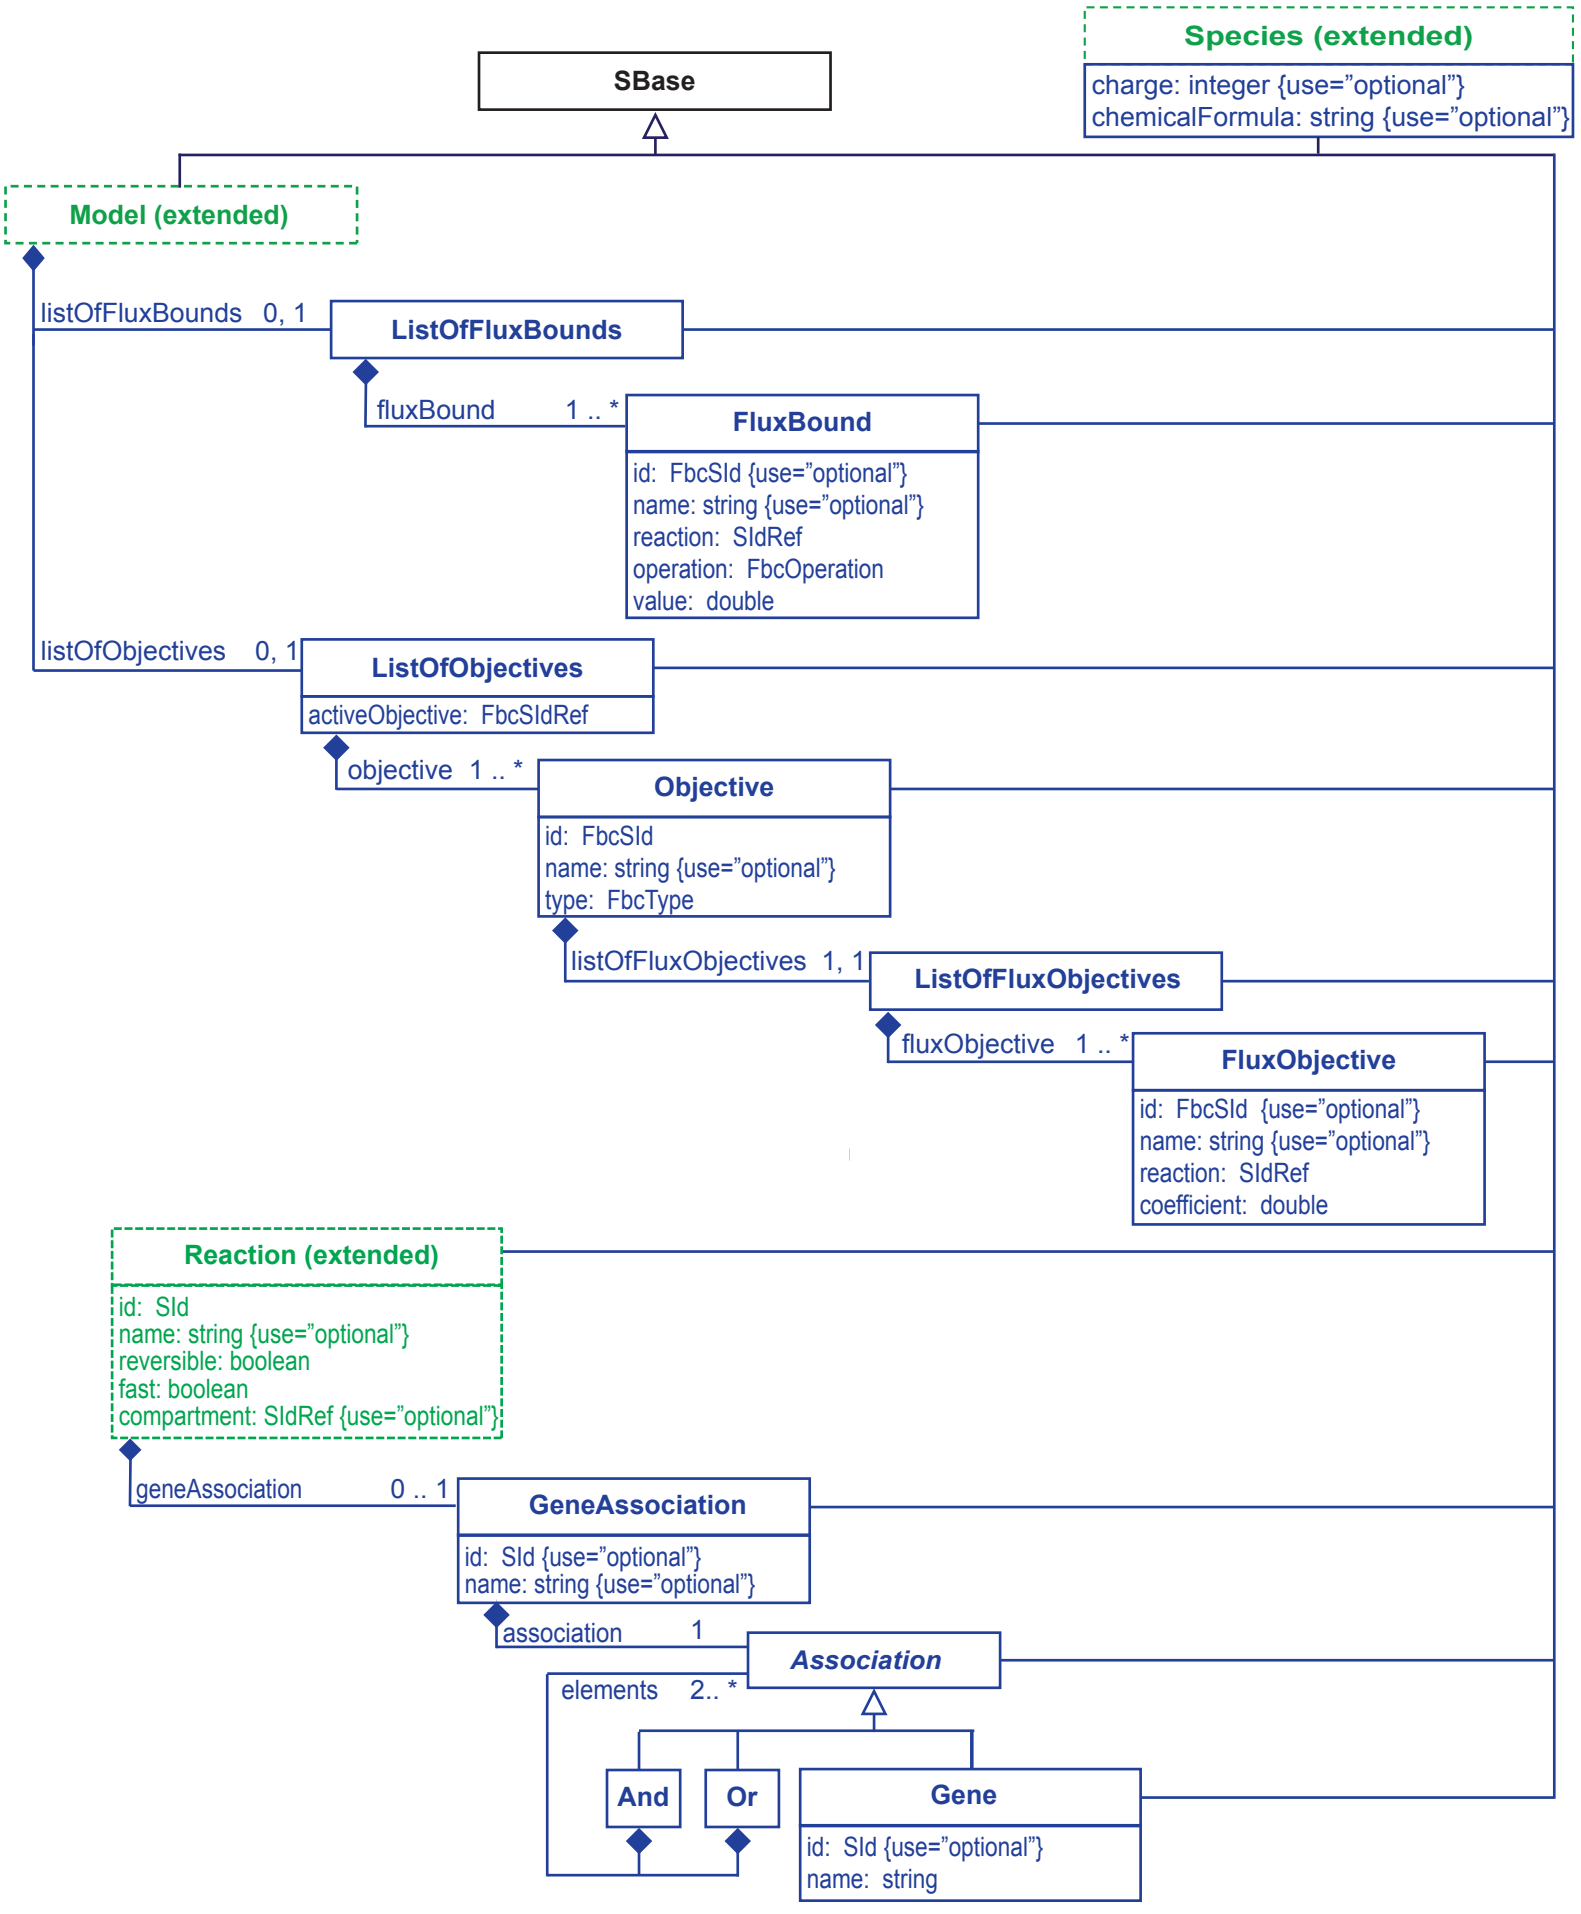 Species (extended)
charge: integer {use=”optional”}
chemicalFormula: string {use=”optional”}
SBase
Model (extended)
listOfFluxBounds 0, 1
ListOfFluxBounds
fluxBound 1 .. *
FluxBound
id: FbcSId {use=”optional”}
name: string {use=”optional”}
reaction: SIdRef
operation: FbcOperation
value: double
listOfObjectives 0, 1
ListOfObjectives
activeObjective: FbcSIdRef
objective 1 .. *
Objective
id: FbcSId
name: string {use=”optional”}
type: FbcType
listOfFluxObjectives 1, 1
ListOfFluxObjectives
fluxObjective 1 .. *
FluxObjective
id: FbcSId {use=”optional”}
name: string {use=”optional”}
reaction: SIdRef
coefficient: double
Reaction (extended)
id: SId
name: string {use=”optional”}
reversible: boolean
fast: boolean
compartment: SIdRef {use=”optional”}
geneAssociation 0 .. 1
GeneAssociation
id: SId {use=”optional”}
name: string {use=”optional”}
association 1
Association
elements 2.. *
And
Or
Gene
id: SId {use=”optional”}
name: string